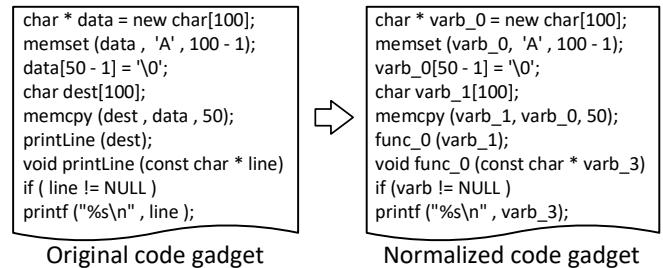 char * data = new char[100];
memset (data , 'A' , 100 - 1);
data[50 - 1] = '\0';
char dest[100];
memcpy (dest , data , 50);
printLine (dest);
void printLine (const char * line)
if ( line != NULL )
printf ("%s\n" , line );
Original code gadget
char * varb_0 = new char[100];
memset (varb_0, 'A' , 100 - 1);
varb_0[50 - 1] = '\0';
char varb_1[100];
memcpy (varb_1, varb_0, 50);
func_0 (varb_1);
void func_0 (const char * varb_3)
if (varb != NULL )
printf ("%s\n" , varb_3);
Normalized code gadget